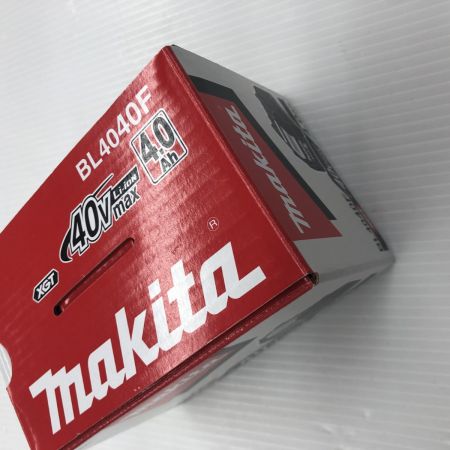 BL4040F
40Vmax Li-ION 4.0 Ah
XGT
makita®
makita